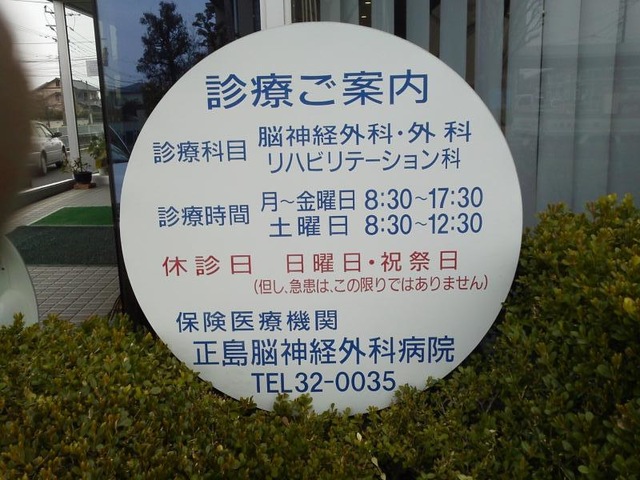 診療ご案内
診療科目 脳神経外科・外科
リハビリテーション科
診療時間 月～金曜日 8:30~17:30
土曜日 8:30~12:30
休診日 日曜日・祝祭日
(但し、急患は、この限りではありません)
保険医療機関
正島脳神経外科病院
TEL32-0035